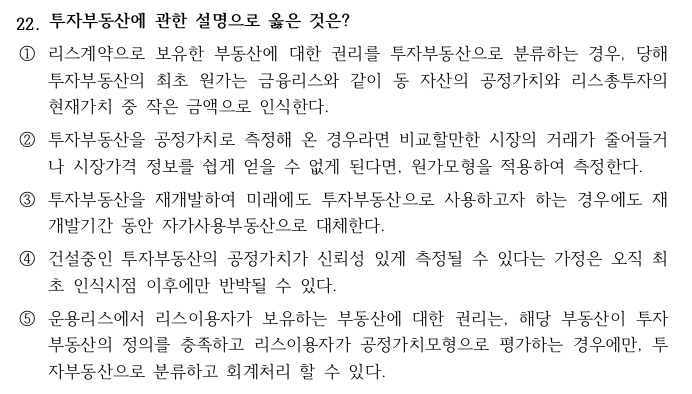 22. 투자부동산에 관한 설명으로 옳은 것은?
① 리스계약으로 보유한 부동산에 대한 권리를 투자부동산으로 분류하는 경우, 당해
투자부동산의 최초 원가는 금융리스와 같이 동 자산의 공정가치와 리스총투자의
현재가치 중 작은 금액으로 인식한다.
② 투자부동산을 공정가치로 측정해 온 경우라면 비교할만한 시장의 거래가 줄어들거
나 시장가격 정보를 쉽게 얻을 수 없게 된다면, 원가모형을 적용하여 측정한다.
③ 투자부동산을 재개발하여 미래에도 투자부동산으로 사용하고자 하는 경우에도 재
개발기간 동안 자가사용부동산으로 대체한다.
④ 건설중인 투자부동산의 공정가치가 신뢰성 있게 측정될 수 있다는 가정은 오직 최
초 인식시점 이후에만 반박될 수 있다.
⑤ 운용리스에서 리스이용자가 보유하는 부동산에 대한 권리는, 해당 부동산이 투자
부동산의 정의를 충족하고 리스이용자가 공정가치모형으로 평가하는 경우에만, 투
자부동산으로 분류하고 회계처리 할 수 있다.